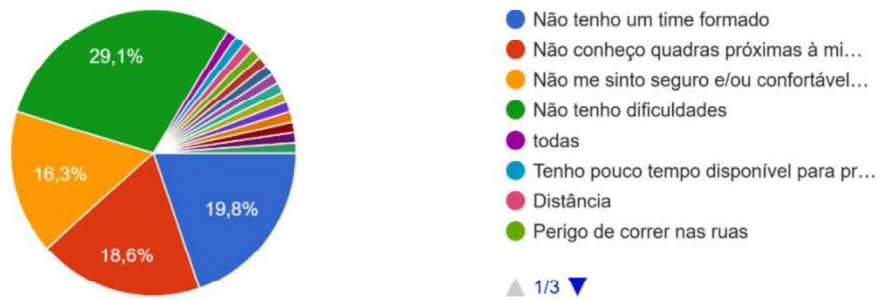 29,1%
16,3%
19,8%
18,6%
Não tenho um time formado
Não conheço quadras próximas à mi...
Não me sinto seguro e/ou confortável...
Não tenho dificuldades
todas
Tenho pouco tempo disponível para pr...
Distância
Perigo de correr nas ruas
1/3